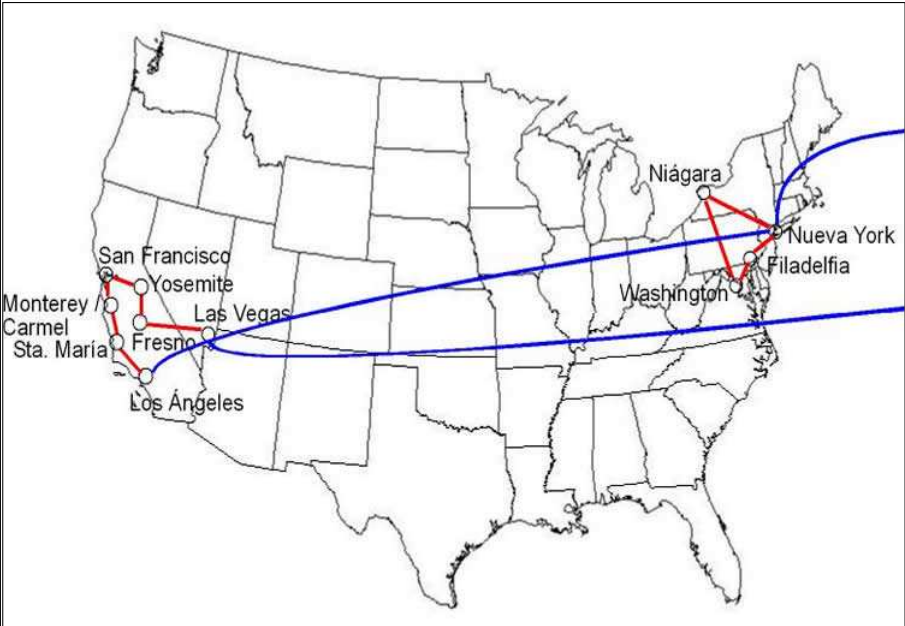 Niágara
Nueva York
Filadelfia
Washington
San Francisco
Yosemite
Monterey /
Carmel
Las Vegas
Fresno
Sta. María
Los Ángeles